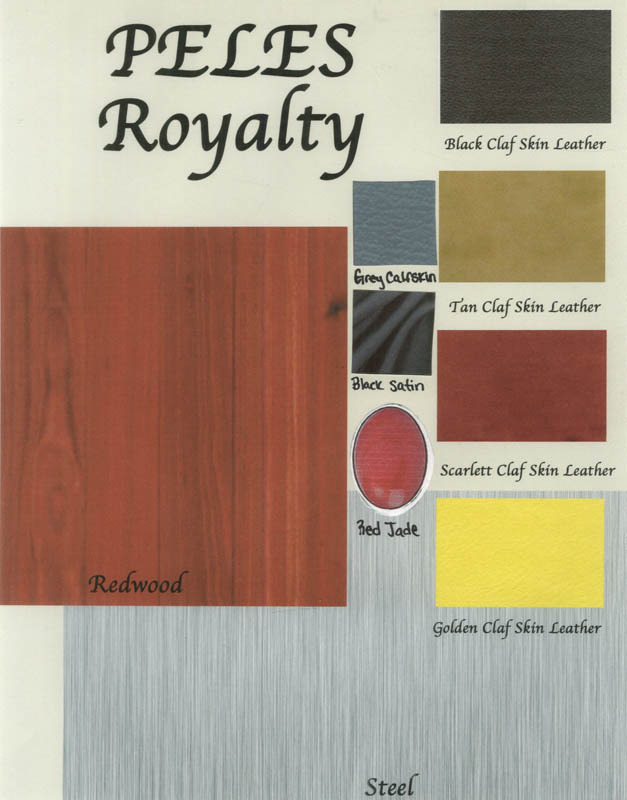 PELES
Royalty
Black Claf Skin Leather
Grey Calfskin
Tan Claf Skin Leather
Black Satin
Scarlett Claf Skin Leather
Red Jade
Redwood
Golden Claf Skin Leather
Steel